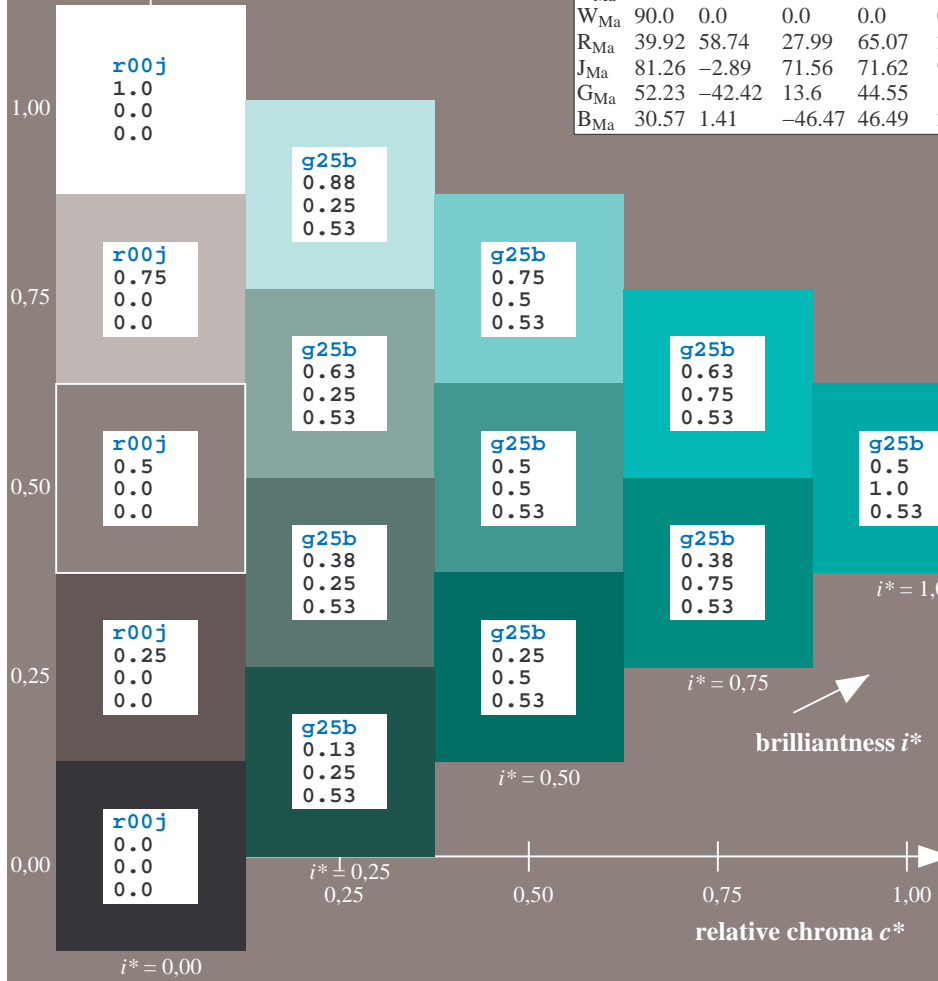 W_Ma 90.0 0.0 0.0 0.0
R_Ma 39.92 58.74 27.99 65.07
J_Ma 81.26 −2.89 71.56 71.62
G_Ma 52.23 −42.42 13.6 44.55
B_Ma 30.57 1.41 −46.47 46.49
1,00
r00j
1.0
0.0
0.0
g25b
0.88
0.25
0.53
0,75
r00j
0.75
0.0
0.0
g25b
0.75
0.5
0.53
g25b
0.63
0.25
0.53
g25b
0.63
0.75
0.53
0,50
r00j
0.5
0.0
0.0
g25b
0.5
0.5
0.53
g25b
0.5
1.0
0.53
g25b
0.38
0.25
0.53
g25b
0.38
0.75
0.53
0,25
r00j
0.25
0.0
0.0
g25b
0.25
0.5
0.53
g25b
0.13
0.25
0.53
0,00
r00j
0.0
0.0
0.0
i* = 1,0
i* = 0,75
brilliantness i*
i* = 0,50
i* = 0,25
0,25 0,50 0,75 1,00
relative chroma c*
i* = 0,00